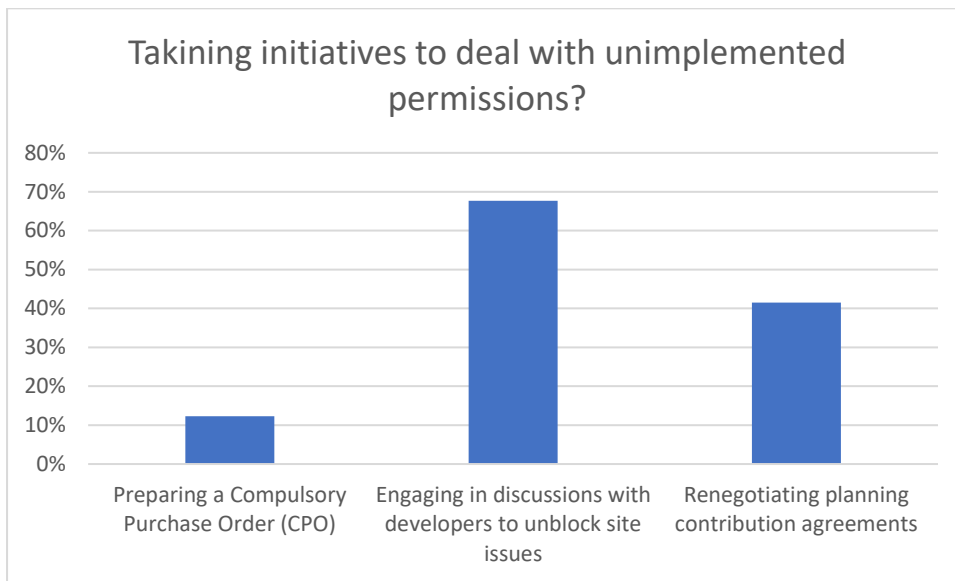 Takining initiatives to deal with unimplemented
permissions?
80%
70%
60%
50%
40%
30%
20%
10%
0%
Preparing a Compulsory
Purchase Order (CPO)
Engaging in discussions with
developers to unblock site
issues
Renegotiating planning
contribution agreements